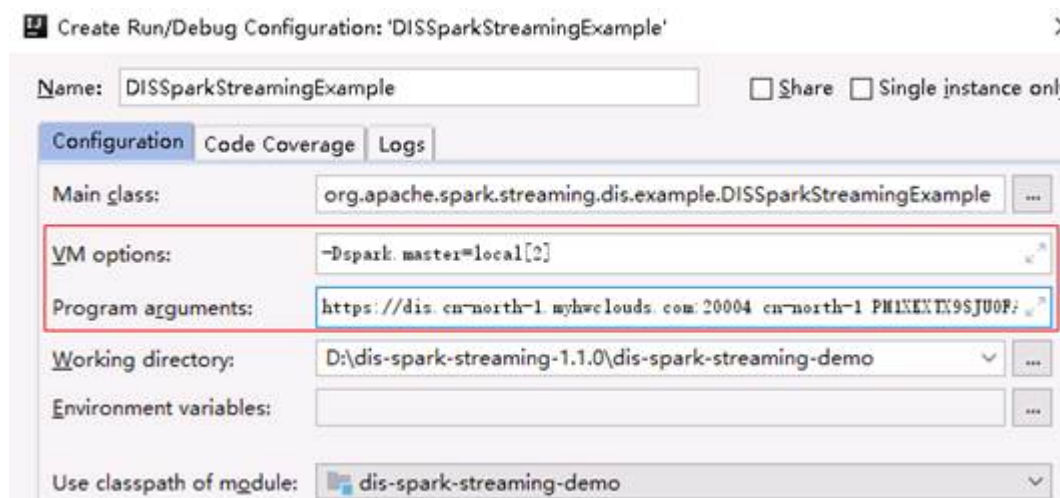 Create Run/Debug Configuration: 'DISSparkStreamingExample'
Name: DISSparkStreamingExample Share Single instance onl
Configuration Code Coverage Logs
Main class: org.apache.spark.streaming.dis.example.DISSparkStreamingExample ...
VM options: -Dspark.master=local[2]
Program arguments: https://dis.cn-north-1.myhwclouds.com:20004 cn-north-1
Working directory: D:\dis-spark-streaming-1.1.0\dis-spark-streaming-demo ...
Environment variables: ...
Use classpath of module: dis-spark-streaming-demo